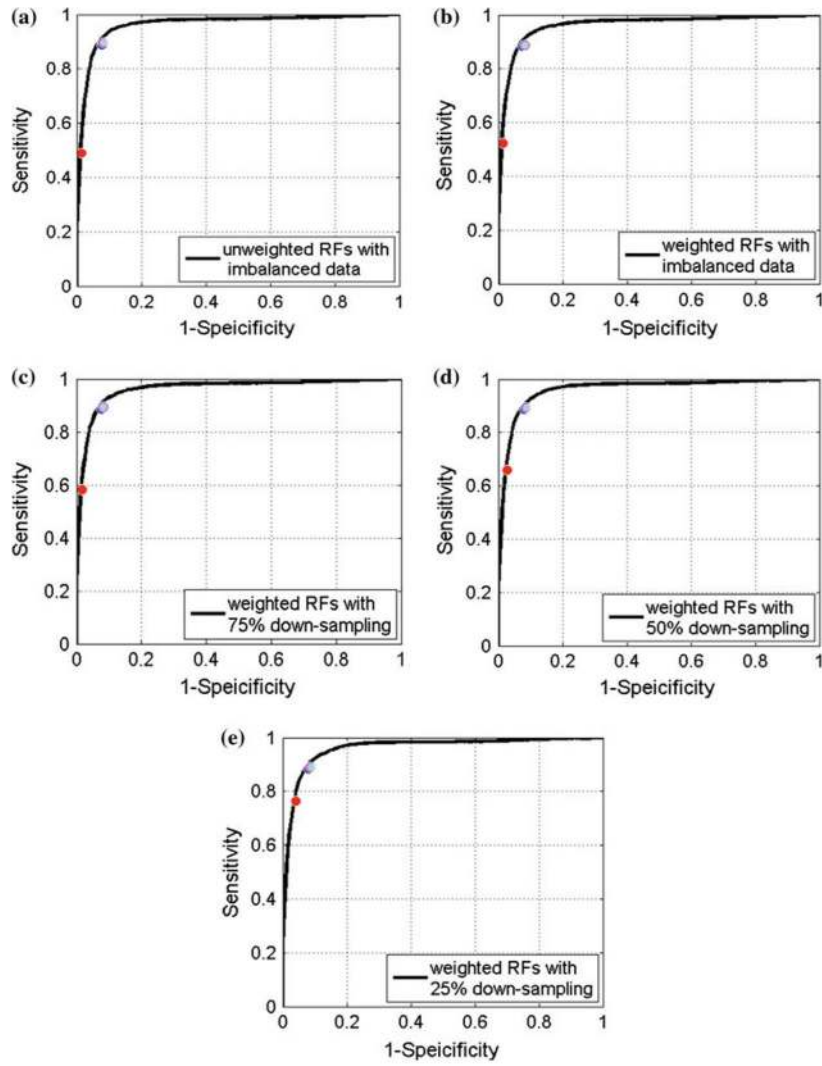 (a)
1
0.8
0.6
0.4
0.2
0
Sensitivity
unweighted RFs with
imbalanced data
0 0.2 0.4 0.6 0.8 1
1-Speicificity
(b)
1
0.8
0.6
0.4
0.2
0
Sensitivity
weighted RFs with
imbalanced data
0 0.2 0.4 0.6 0.8 1
1-Speicificity
(c)
1
0.8
0.6
0.4
0.2
0
Sensitivity
weighted RFs with
75% down-sampling
0 0.2 0.4 0.6 0.8 1
1-Speicificity
(d)
1
0.8
0.6
0.4
0.2
0
Sensitivity
weighted RFs with
50% down-sampling
0 0.2 0.4 0.6 0.8 1
1-Speicificity
(e)
1
0.8
0.6
0.4
0.2
0
Sensitivity
weighted RFs with
25% down-sampling
0 0.2 0.4 0.6 0.8 1
1-Speicificity